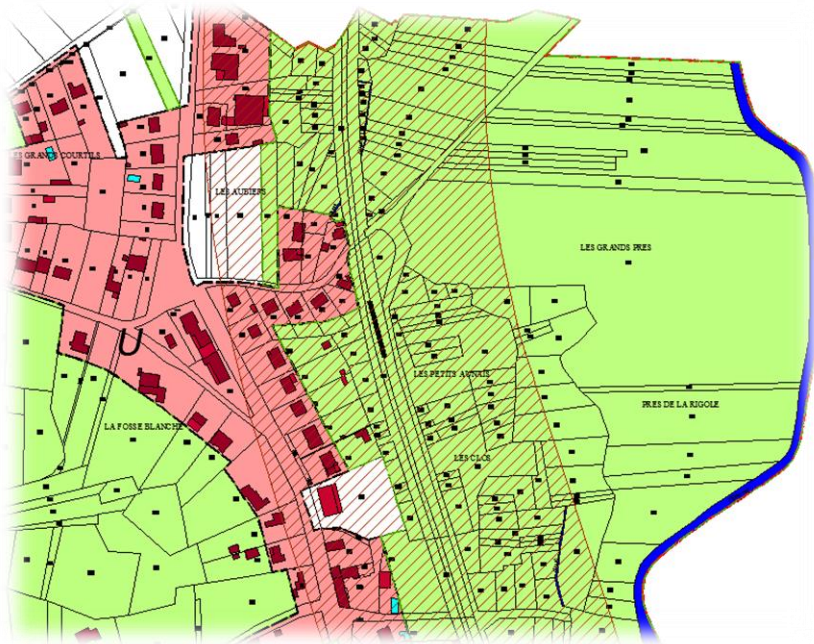 LES GRANDS COURTILS
LES AUBIERS
LES GRANDS PRES
U
LES PETITS AUNAIS
PRES DE LA RIGOLE
LA FOSSE BLANCHE
LES CLOS